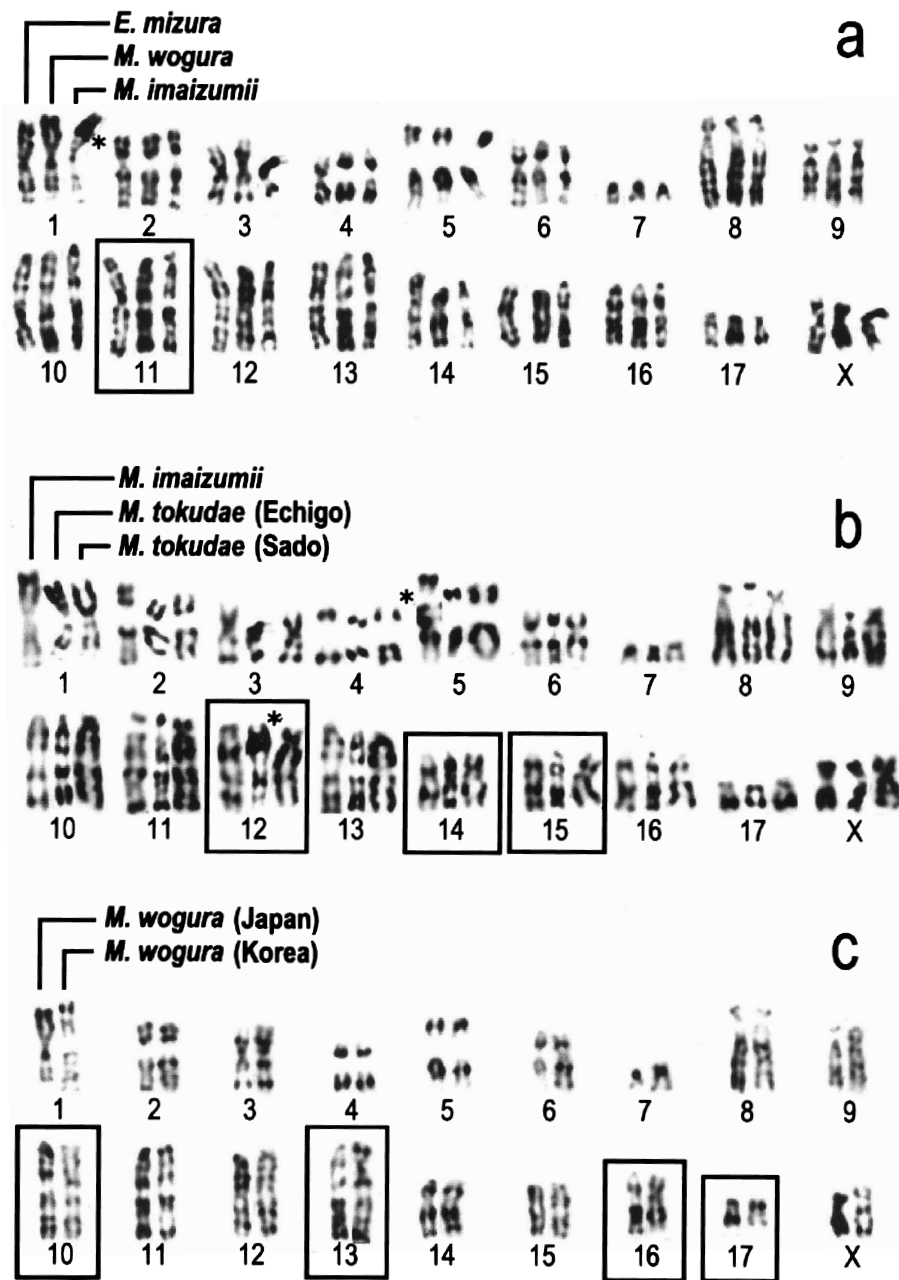 a
E. mizura
M. wogura
M. imaizumii
*
1 2 3 4 5 6 7 8 9
10 11 12 13 14 15 16 17 X
b
M. imaizumii
M. tokudae (Echigo)
M. tokudae (Sado)
*
1 2 3 4 5 6 7 8 9
*
10 11 12 13 14 15 16 17 X
c
M. wogura (Japan)
M. wogura (Korea)
1 2 3 4 5 6 7 8 9
10 11 12 13 14 15 16 17 X